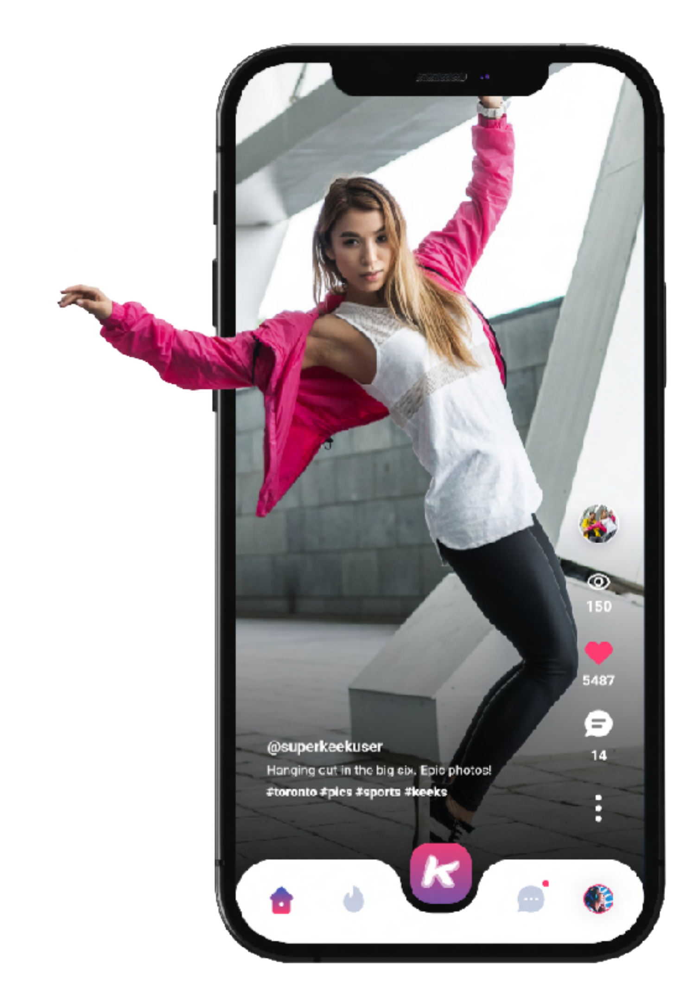 150
5487
14
@superkeekuser
Hanging out in the big six. Epic photos!
#toronto #pics #sports #keeks
K